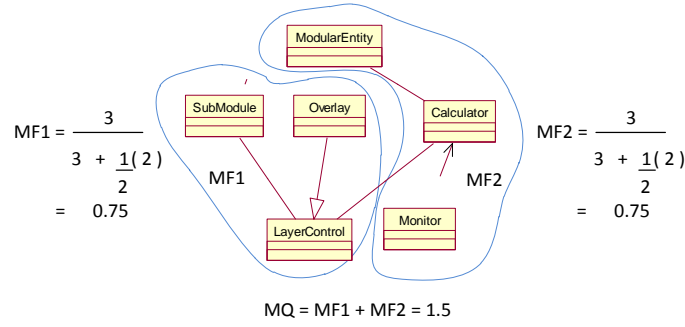 ModularEntity
SubModule
Overlay
Calculator
MF1 = 3
3 + 1(2)
2
= 0.75
MF1
MF2 = 3
3 + 1(2)
2
= 0.75
MF2
Monitor
LayerControl
MQ = MF1 + MF2 = 1.5